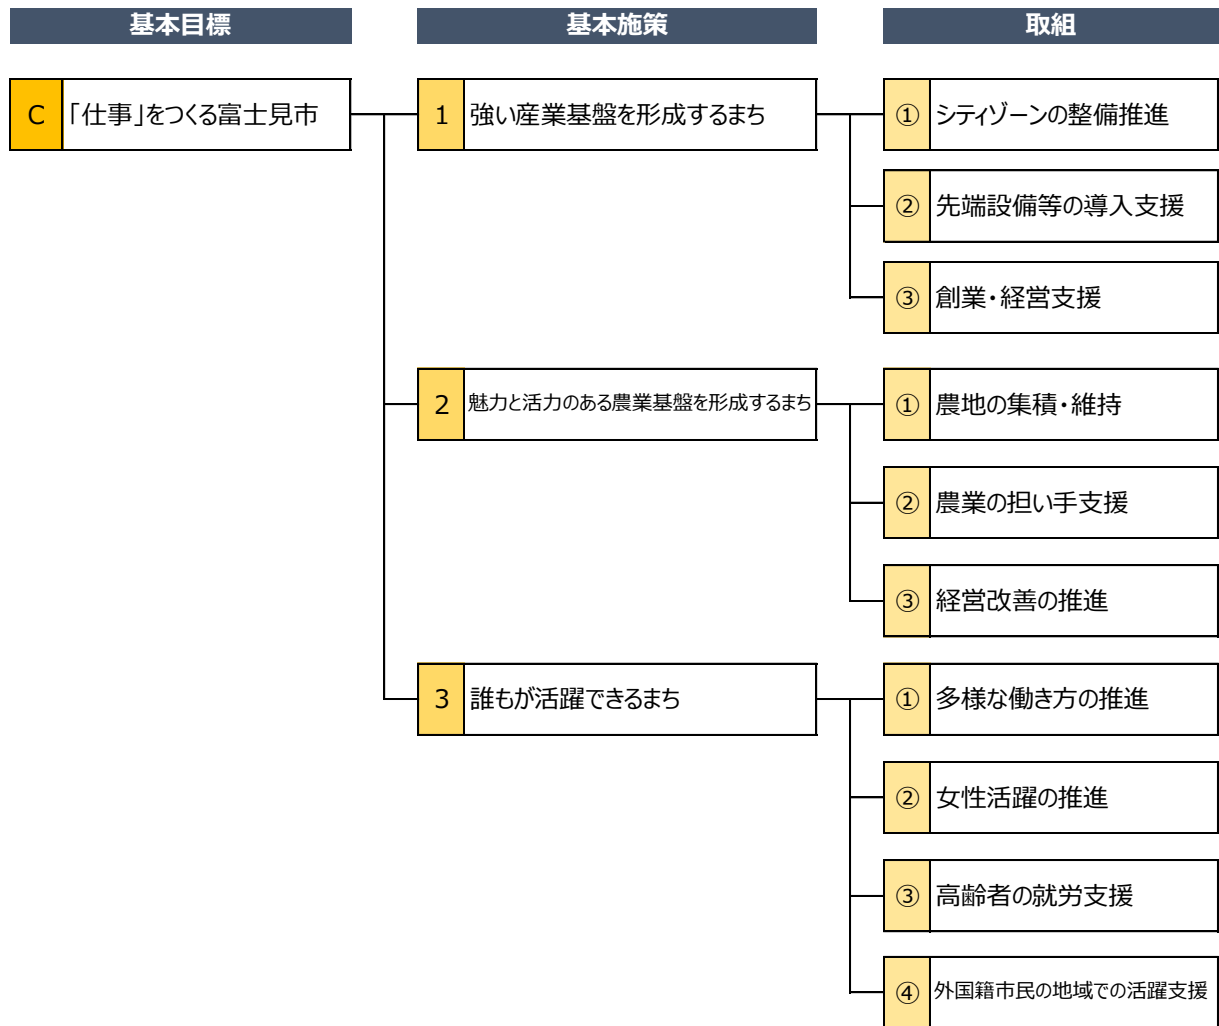 基本目標
基本施策
取組
C 「仕事」をつくる富士見市
1 強い産業基盤を形成するまち
① シティゾーンの整備推進
② 先端設備等の導入支援
③ 創業・経営支援
2 魅力と活力のある農業基盤を形成するまち
① 農地の集積・維持
② 農業の担い手支援
③ 経営改善の推進
3 誰もが活躍できるまち
① 多様な働き方の推進
② 女性活躍の推進
③ 高齢者の就労支援
④ 外国籍市民の地域での活躍支援